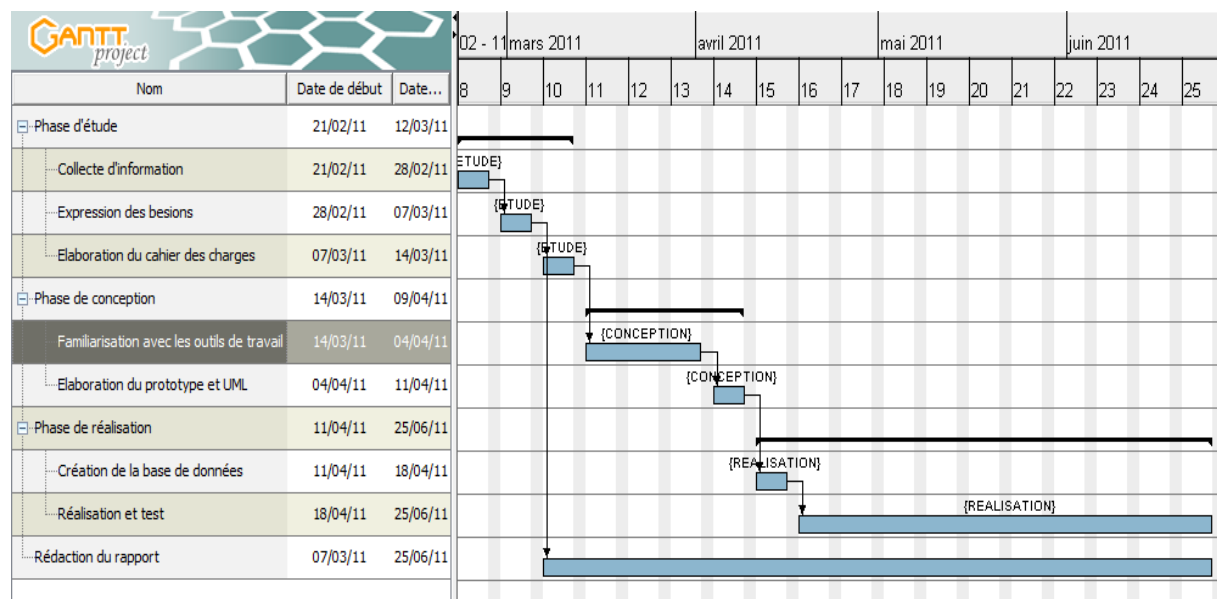 GANTT
project
02 - 11 mars 2011 avril 2011 mai 2011 juin 2011
Nom Date de début Date... 8 9 10 11 12 13 14 15 16 17 18 19 20 21 22 23 24 25
Phase d'étude 21/02/11 12/03/11
Collecte d'information 21/02/11 28/02/11 ETUDE}
Expression des besions 28/02/11 07/03/11 {ETUDE}
Elaboration du cahier des charges 07/03/11 14/03/11 {ETUDE}
Phase de conception 14/03/11 09/04/11
Familiarisation avec les outils de travail 14/03/11 04/04/11 {CONCEPTION}
Elaboration du prototype et UML 04/04/11 11/04/11 {CONCEPTION}
Phase de réalisation 11/04/11 25/06/11
Création de la base de données 11/04/11 18/04/11 {REALISATION}
Réalisation et test 18/04/11 25/06/11 {REALISATION}
Rédaction du rapport 07/03/11 25/06/11